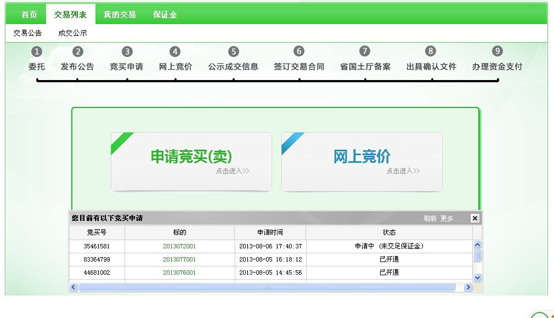 首页 交易列表 我的交易 保证金
交易公告 成交公示
1 2 3 4 5 6 7 8 9
委托 发布公告 竞买申请 网上竞价 公示成交信息 签订交易合同 省国土厅备案 出具确认文件 办理资金支付
申请竞买(卖) 网上竞价
点击进入>> 点击进入>>
您目前有以下竞买申请 刷新 更多
竞买号 标的 申请时间 状态
35461581 2013072001 2013-08-06 17:40:37 申请中 (未交足保证金)
83364799 2013077001 2013-08-05 16:18:12 已开通
44681002 2013076001 2013-08-05 14:45:56 已开通